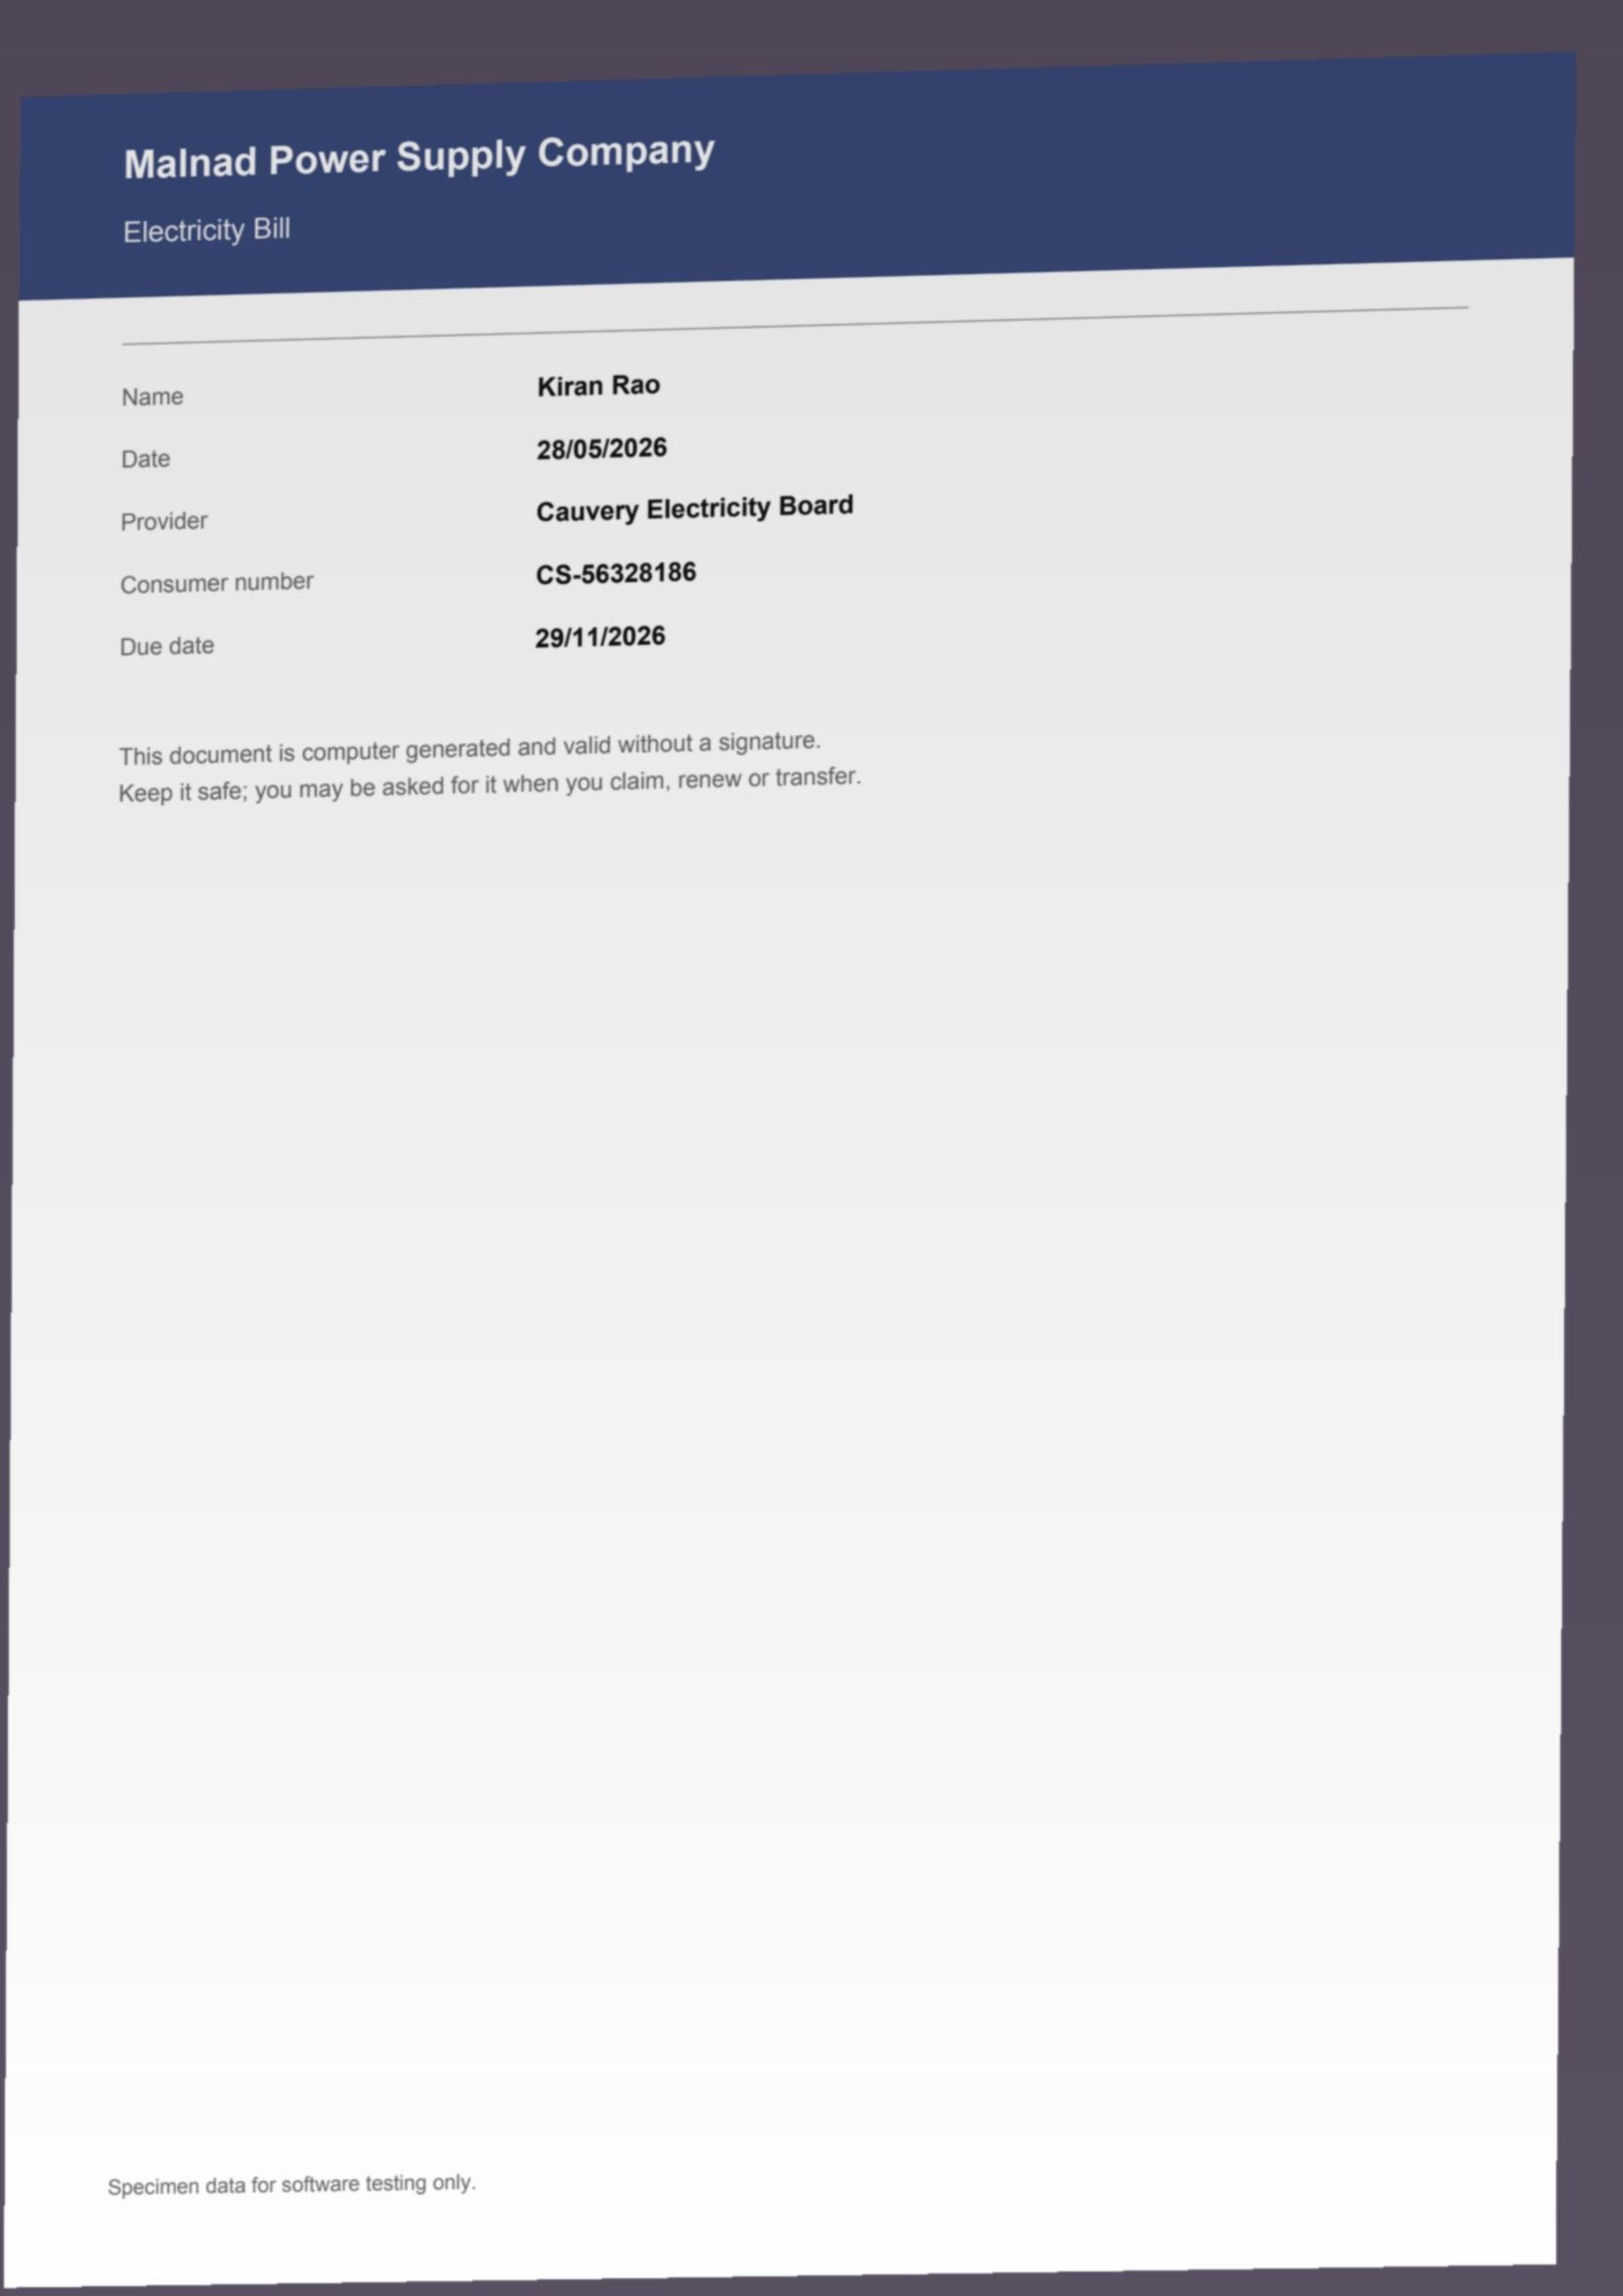 Malnad Power Supply Company
Electricity Bill
Name Kiran Rao
Date 28/05/2026
Provider Cauvery Electricity Board
Consumer number CS-56328186
Due date 29/11/2026
This document is computer generated and valid without a signature.
Keep it safe; you may be asked for it when you claim, renew or transfer.
Specimen data for software testing only.